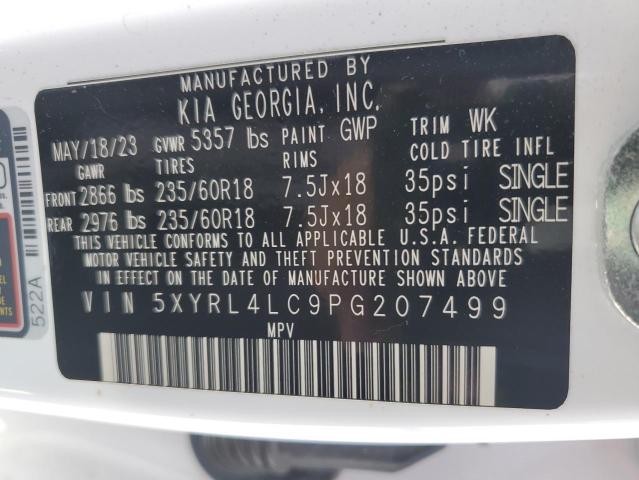 MANUFACTURED BY
KIA GEORGIA, INC.
MAY/18/23 GVWR 5357 lbs PAINT GWP TRIM WK
GAWR TIRES RIMS COLD TIRE INFL
FRONT 2866 lbs 235/60R18 7.5Jx18 35psi SINGLE
REAR 2976 lbs 235/60R18 7.5Jx18 35psi SINGLE
THIS VEHICLE CONFORMS TO ALL APPLICABLE U.S.A. FEDERAL
MOTOR VEHICLE SAFETY AND THEFT PREVENTION STANDARDS
IN EFFECT ON THE DATE OF MANUFACTURE SHOWN ABOVE.
VIN 5XYRL4LC9PG207499
MPV
522A